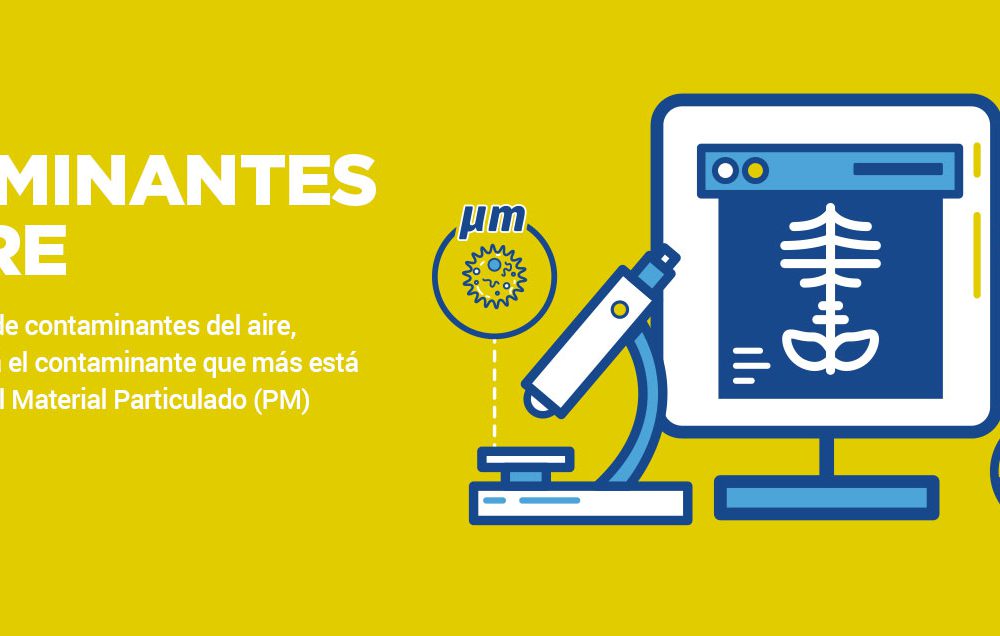 MINANTES
RE
de contaminantes del aire,
el contaminante que más está
l Material Particulado (PM)
µm